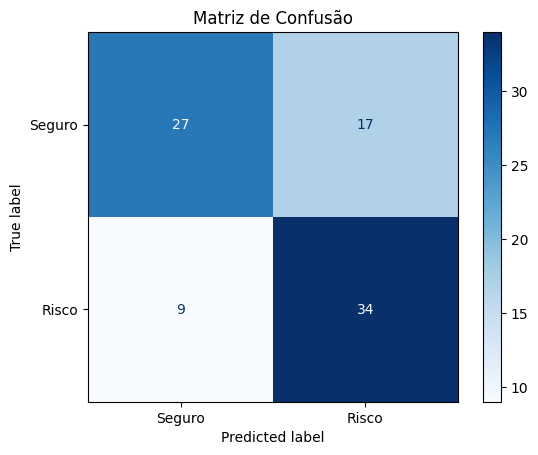 Matriz de Confusão
True label
Seguro
27
17
Risco
9
34
Seguro
Risco
Predicted label
30
25
20
15
10